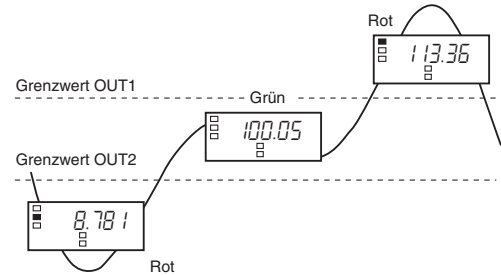 Rot
113.36
Grenzwert OUT1
Grün
100.05
Grenzwert OUT2
8.781
Rot